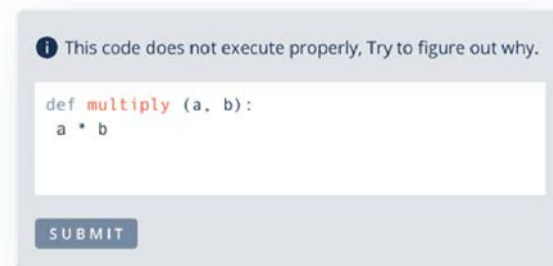 i This code does not execute properly, Try to figure out why.
def multiply (a, b):
 a * b
SUBMIT